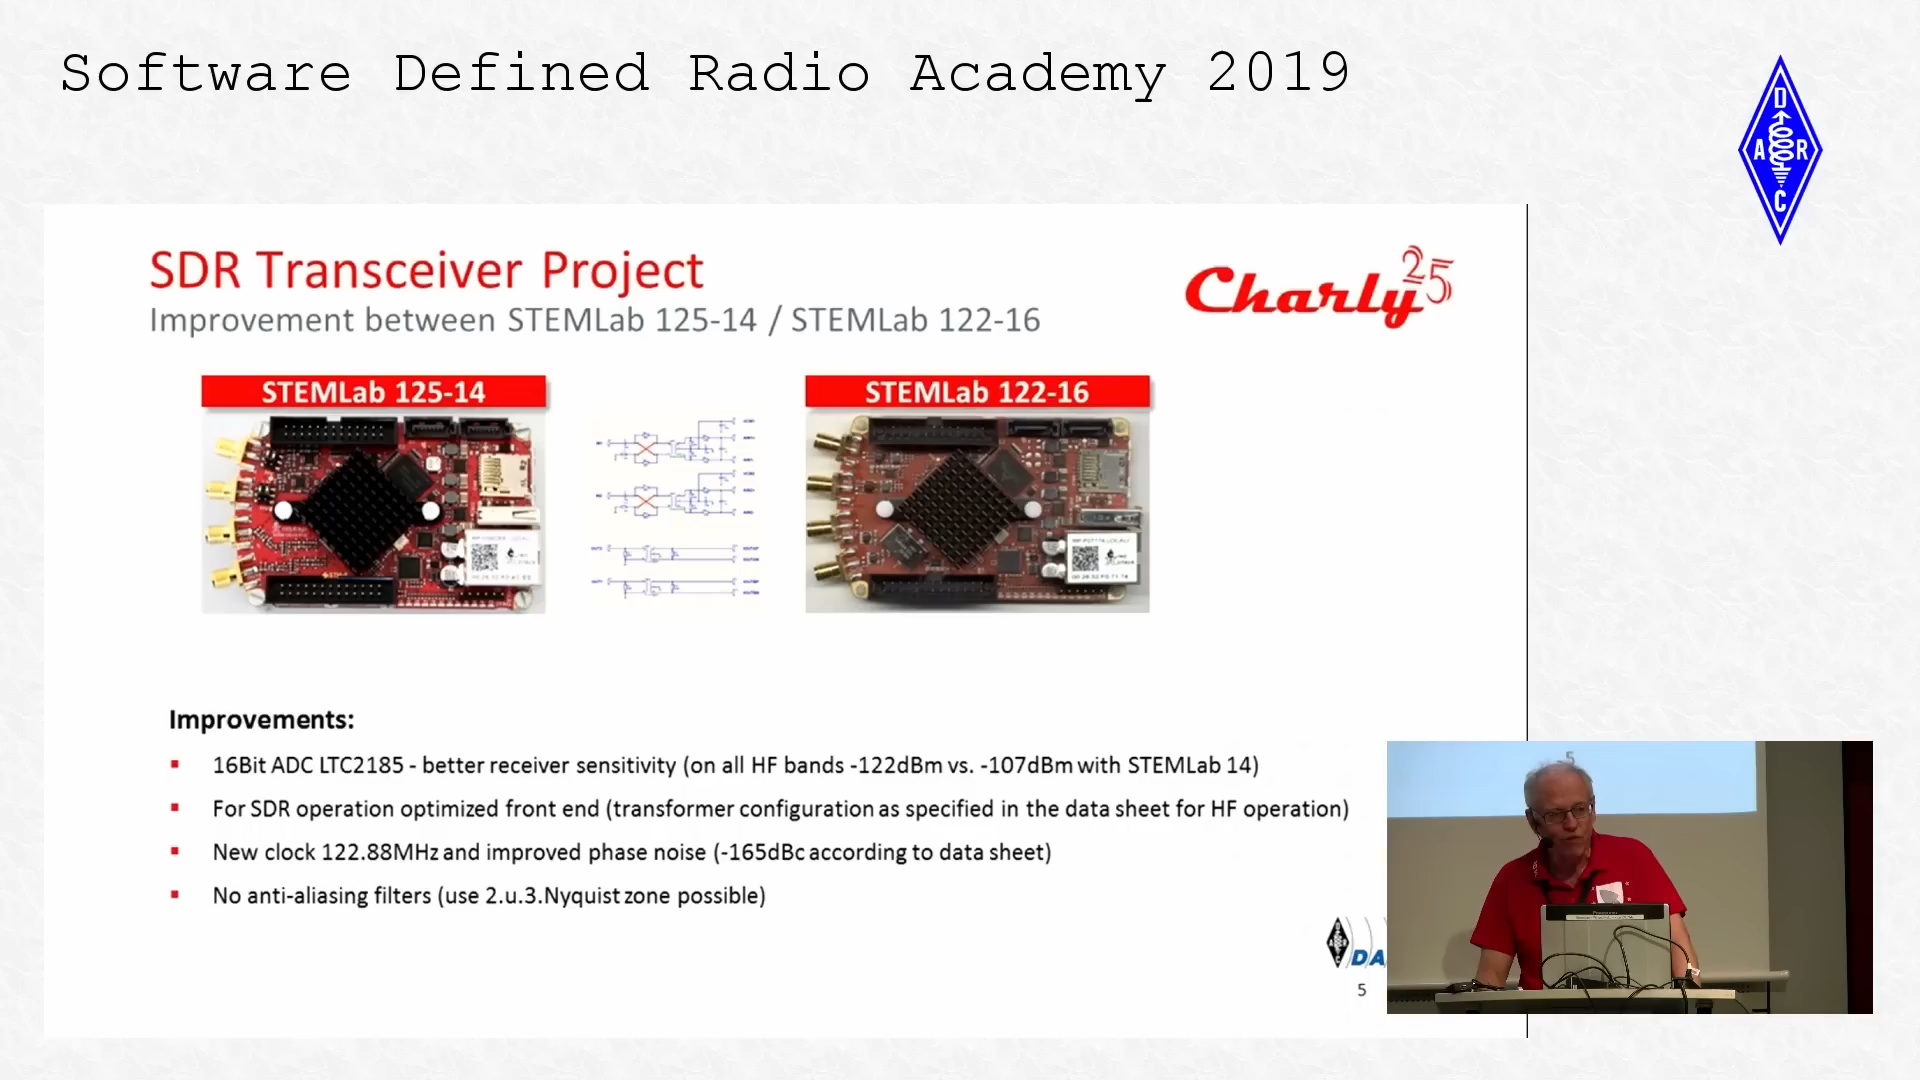 Software Defined Radio Academy 2019
D
A R
C
SDR Transceiver Project
Improvement between STEMLab 125-14 / STEMLab 122-16
Charly 25
STEMLab 125-14
STEMLab 122-16
Improvements:
16Bit ADC LTC2185 - better receiver sensitivity (on all HF bands -122dBm vs. -107dBm with STEMLab 14)
For SDR operation optimized front end (transformer configuration as specified in the data sheet for HF operation)
New clock 122.88MHz and improved phase noise (-165dBc according to data sheet)
No anti-aliasing filters (use 2.u.3.Nyquist zone possible)
DA
5
5